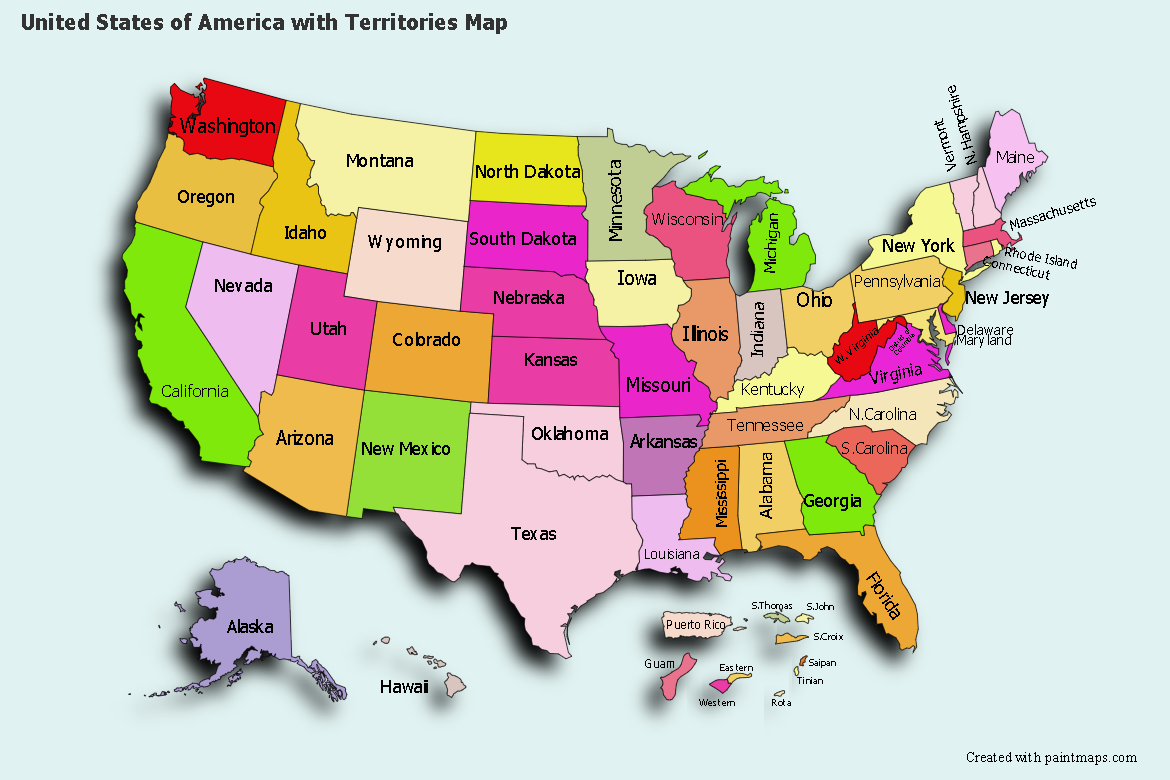 United States of America with Territories Map
Washington
Montana
North Dakota
Minnesota
Vermont
N. Hampshire
Maine
Oregon
Idaho
Wyoming
South Dakota
Wisconsin
Michigan
New York
Massachusetts
Rhode Island
Connecticut
Nevada
Utah
Colorado
Nebraska
Iowa
Illinois
Indiana
Ohio
Pennsylvania
New Jersey
Delaware
Maryland
California
Kansas
Missouri
Kentucky
W.Virginia
District of
Columbia
Virginia
Arizona
New Mexico
Oklahoma
Arkansas
Tennessee
N.Carolina
S.Carolina
Texas
Louisiana
Mississippi
Alabama
Georgia
Florida
Alaska
Hawaii
Puerto Rico
S.Thomas
S.John
S.Croix
Guam
Eastern
Western
Saipan
Tinian
Rota
Created with paintmaps.com